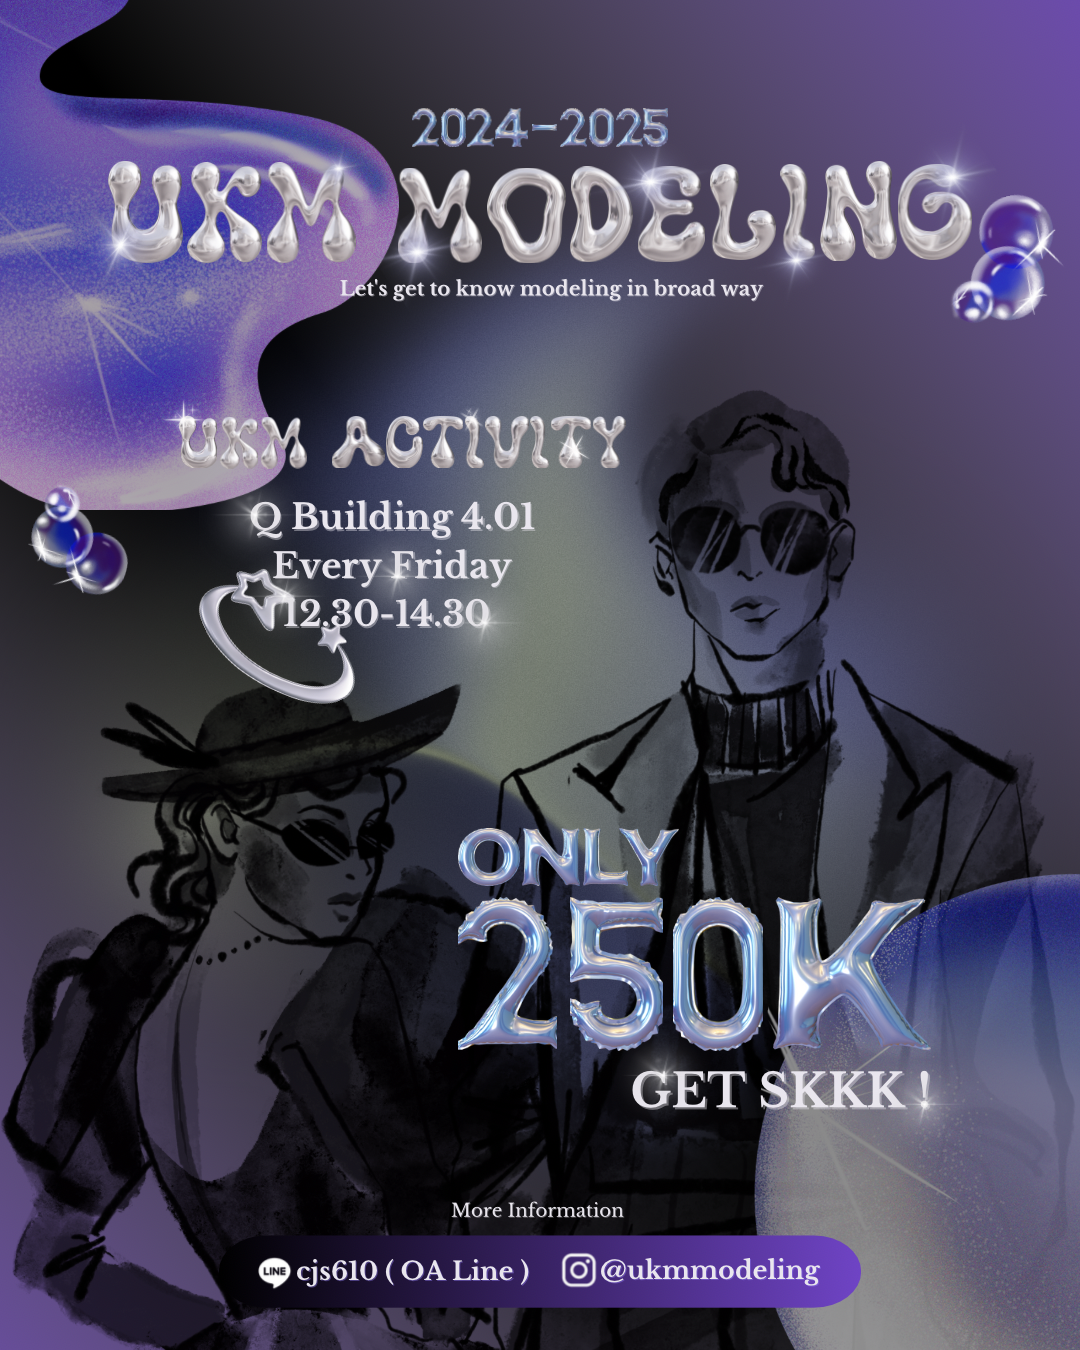 2024-2025
UKM MODELING
Let's get to know modeling in broad way
UKM ACTIVITY
Q Building 4.01
Every Friday
12.30-14.30
ONLY
250K
GET SKKK !
More Information
LINE cjs610 ( OA Line ) @ukmmodeling